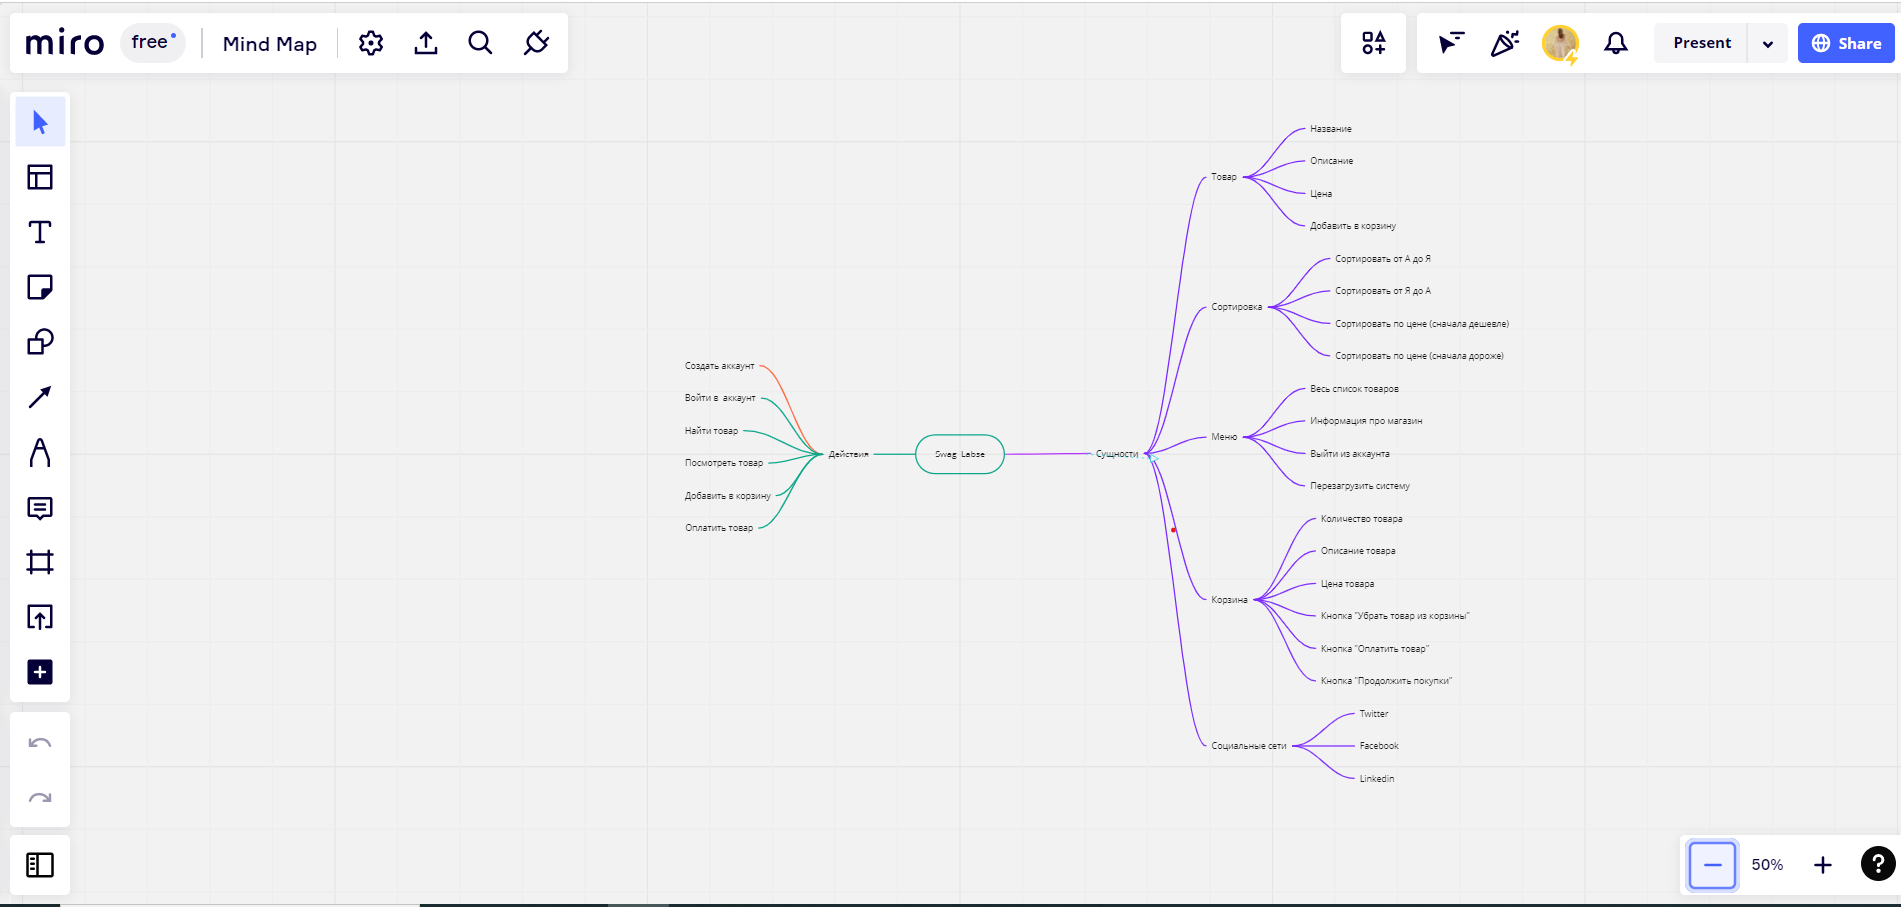 miro
free
Mind Map
Present
Share
Создать аккаунт
Войти в аккаунт
Найти товар
Посмотреть товар
Добавить в корзину
Оплатить товар
Действия
Swag Labse
Сущности
Товар
Название
Описание
Цена
Добавить в корзину
Сортировка
Сортировать от А до Я
Сортировать от Я до А
Сортировать по цене (сначала дешевле)
Сортировать по цене (сначала дороже)
Меню
Весь список товаров
Информация про магазин
Выйти из аккаунта
Перезагрузить систему
Корзина
Количество товара
Описание товара
Цена товара
Кнопка "Убрать товар из корзины"
Кнопка "Оплатить товар"
Кнопка "Продолжить покупки"
Социальные сети
Twitter
Facebook
Linkedin
50%